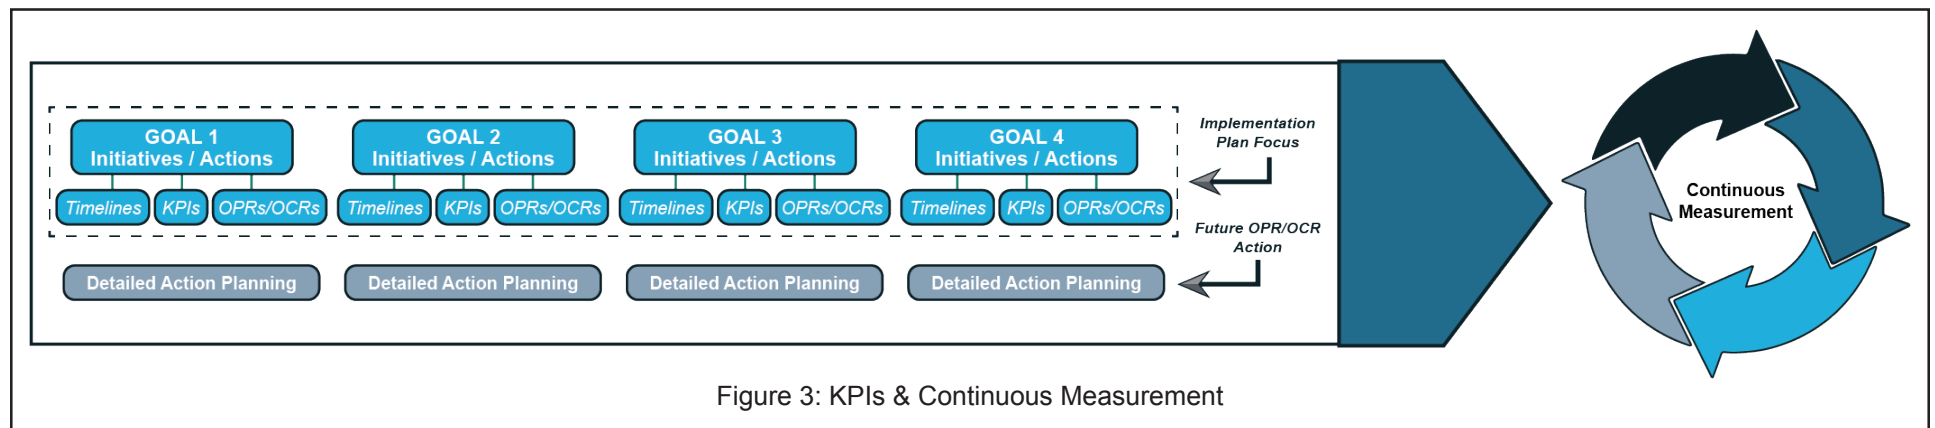 GOAL 1
Initiatives / Actions
Timelines
KPIs
OPRs/OCRs
GOAL 2
Initiatives / Actions
Timelines
KPIs
OPRs/OCRs
GOAL 3
Initiatives / Actions
Timelines
KPIs
OPRs/OCRs
GOAL 4
Initiatives / Actions
Timelines
KPIs
OPRs/OCRs
Implementation
Plan Focus
Detailed Action Planning
Detailed Action Planning
Detailed Action Planning
Detailed Action Planning
Future OPR/OCR
Action
Continuous
Measurement
Figure 3: KPIs & Continuous Measurement